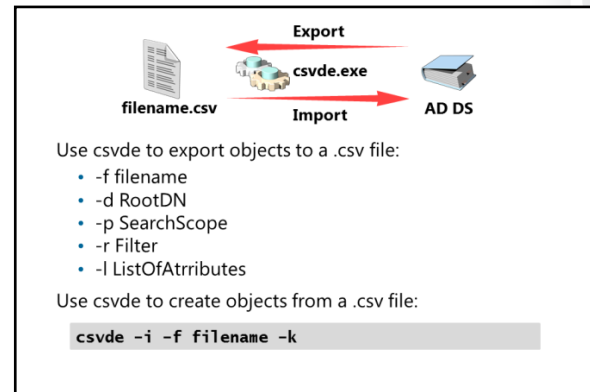 Export
csvde.exe
filename.csv
AD DS
Import
Use csvde to export objects to a .csv file:
• -f filename
• -d RootDN
• -p SearchScope
• -r Filter
• -l ListOfAtrributes
Use csvde to create objects from a .csv file:
csvde –i –f filename –k